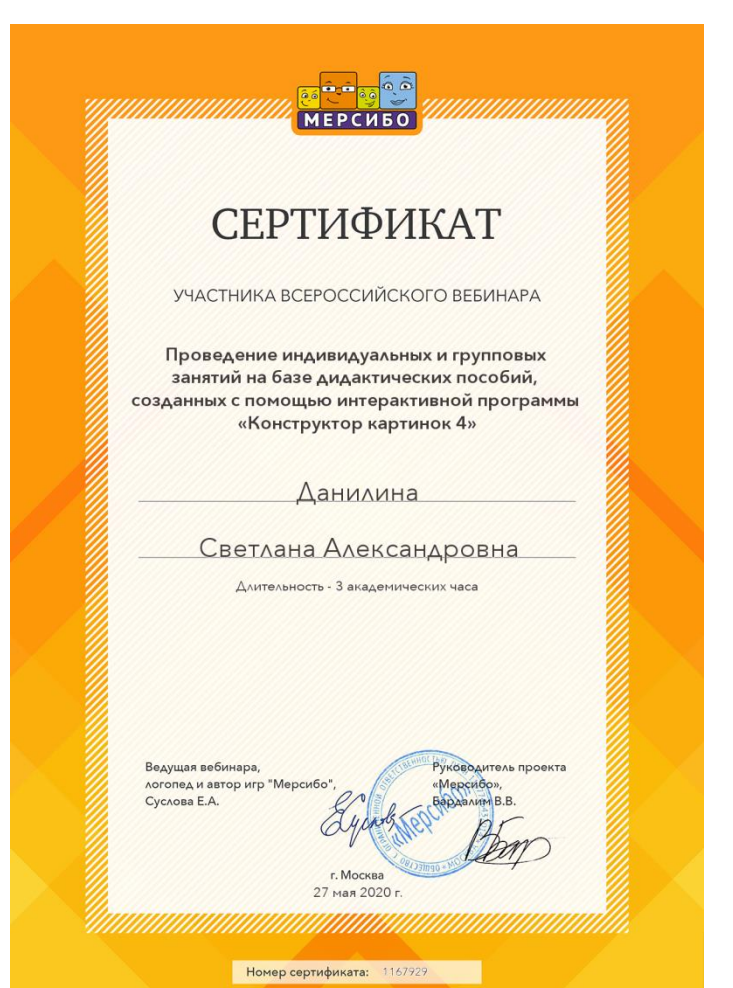 МЕРСИБО
СЕРТИФИКАТ
УЧАСТНИКА ВСЕРОССИЙСКОГО ВЕБИНАРА
Проведение индивидуальных и групповых
занятий на базе дидактических пособий,
созданных с помощью интерактивной программы
«Конструктор картинок 4»
Данилина
Светлана Александровна
Длительность - 3 академических часа
Ведущая вебинара,
логопед и автор игр "Мерсибо",
Суслова Е.А.
Руководитель проекта
«Мерсибо»,
Бардалим В.В.
«Мерсибо»
г. Москва
27 мая 2020 г.
Номер сертификата: 1167929